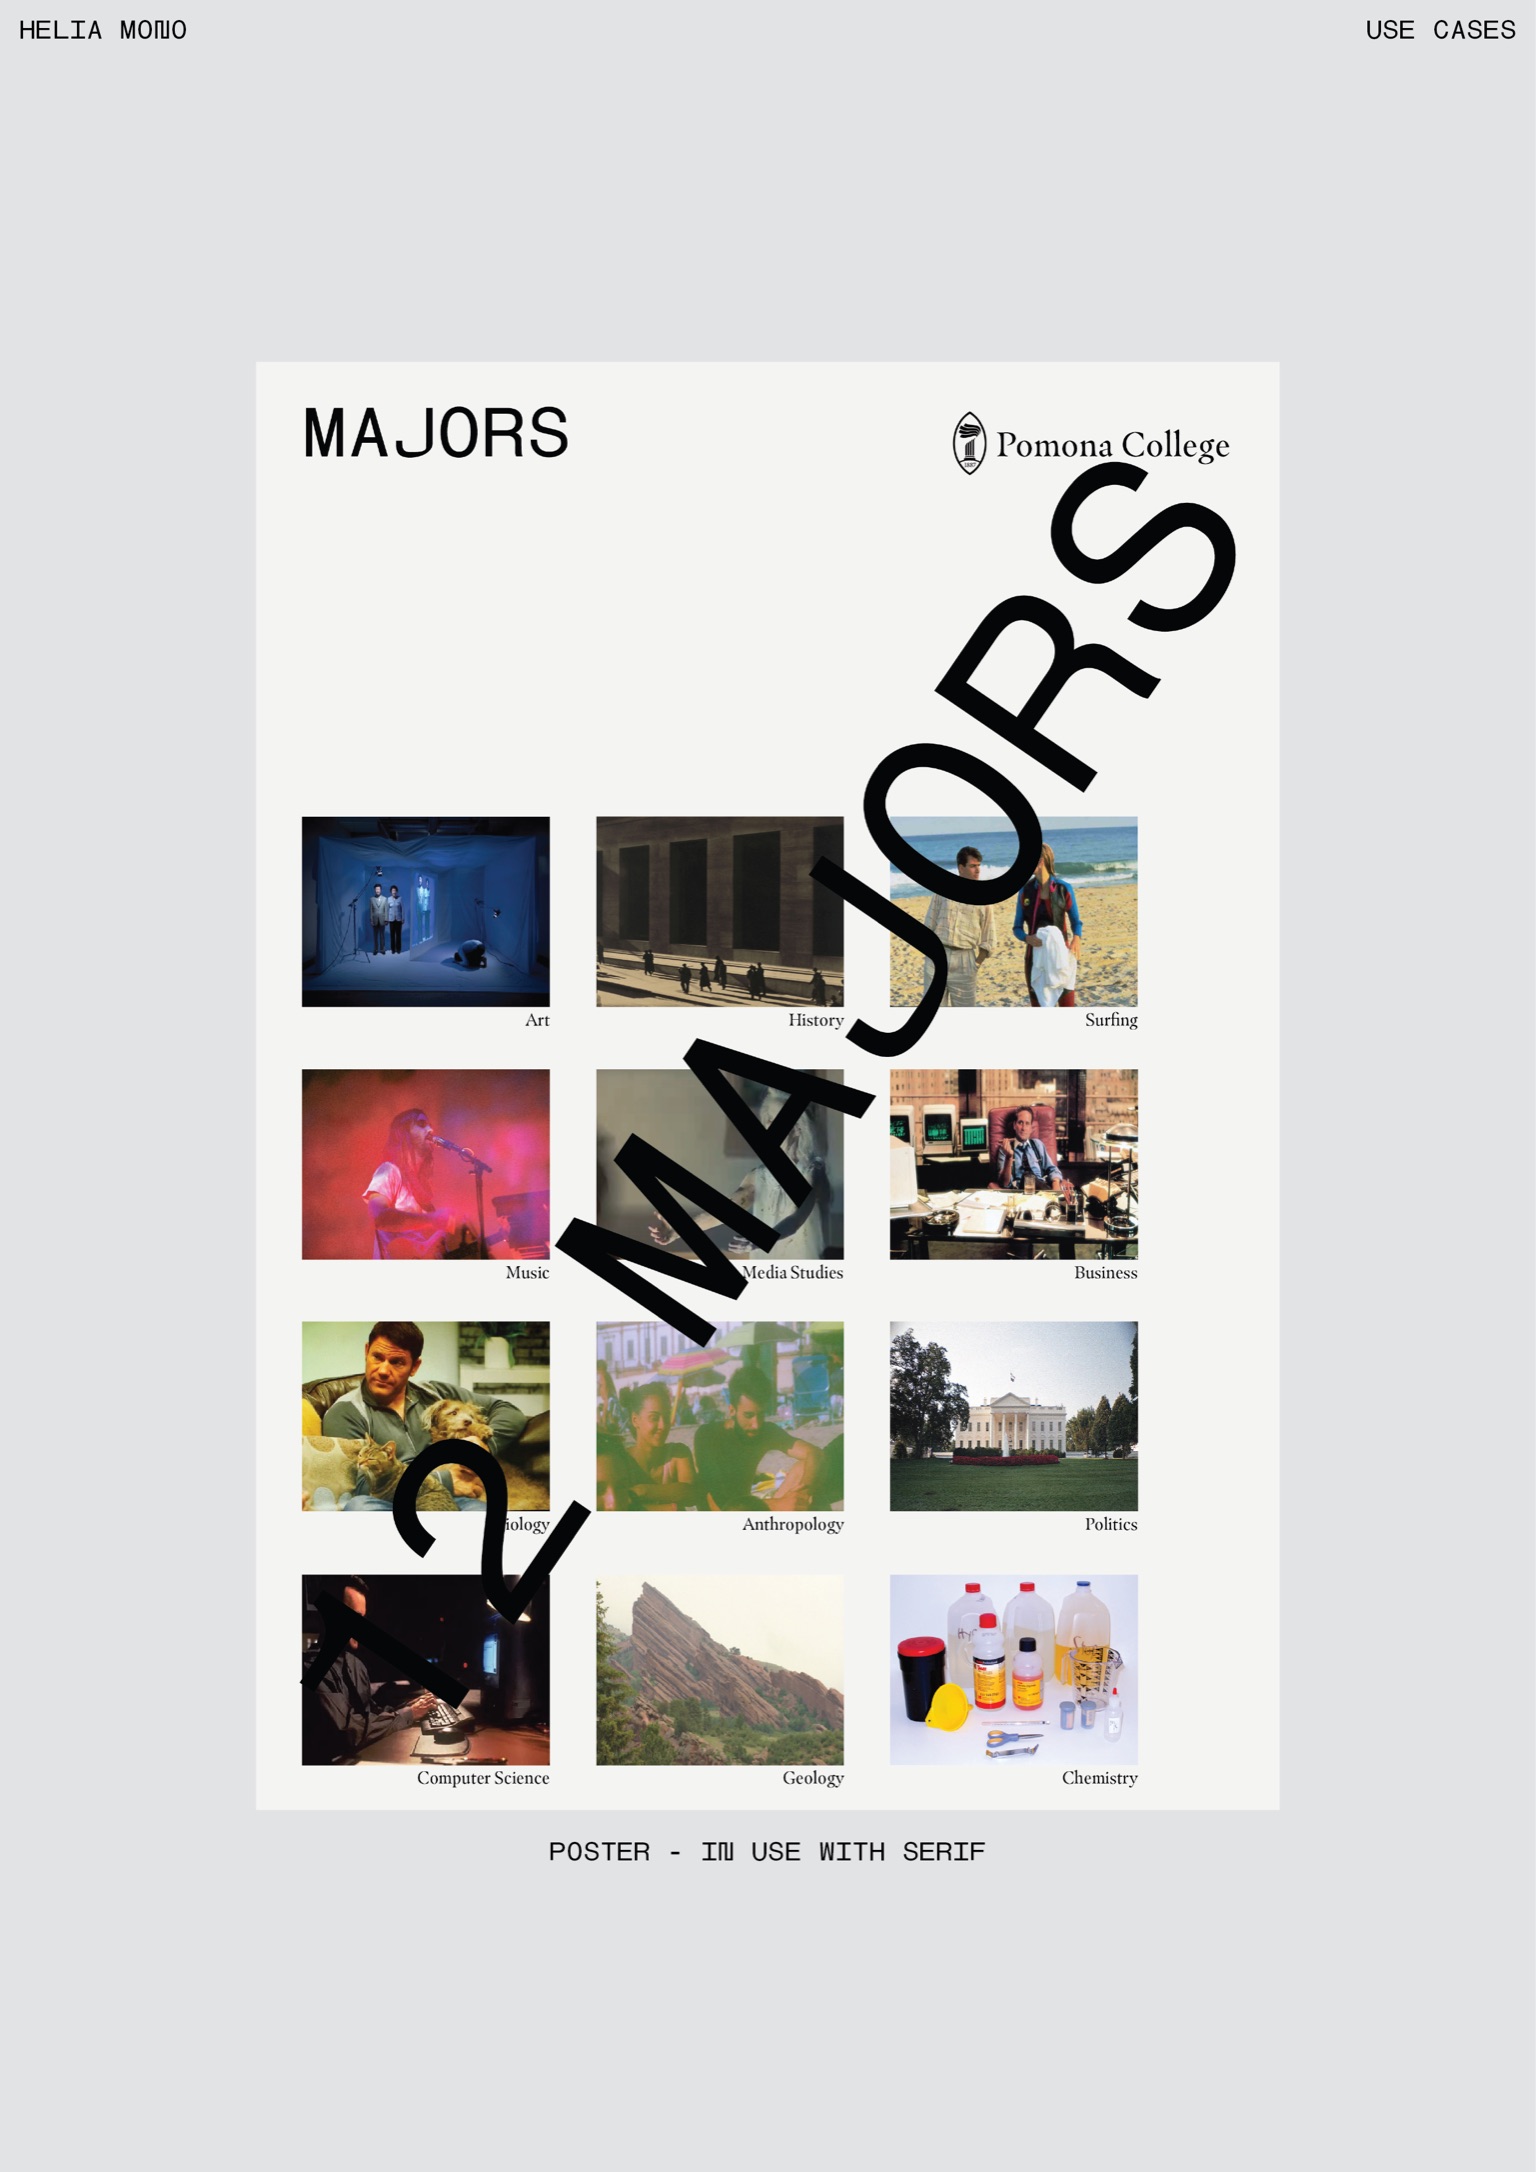 HELIA MONO
USE CASES
MAJORS
Pomona College
1887
12 MAJORS
Art
History
Surfing
Music
Media Studies
Business
iology
Anthropology
Politics
Computer Science
Geology
Chemistry
POSTER - IN USE WITH SERIF